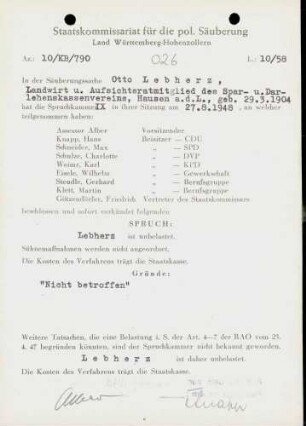 Staatskommissariat für die pol. Säuberung
Land Württemberg-Hohenzollern
Az.: 10/KB/790 026 L. 10/58
In der Säuberungssache Otto Lebherz,
Landwirt u. Aufsichtsratmitglied des Spar- u.Dar-
lehenskassenvereins, Hausen a.d.L., geb. 29.3.1904
hat die Spruchkammer IX in ihrer Sitzung am 27.8.1948, an welcher
teilgenommen haben:
Assessor Aßner Vorsitzender
Knapp, Hans Beisitzer — CDU
Schneider, Max „ — SPD
Schulze, Charlotte „ — DVP
Weimar, Karl „ — KPD
Eisele, Wilhelm „ — Gewerkschaft
Steudle, Gerhard „ — Berufsgruppe
Klett, Martin „ — Berufsgruppe
Friedrich Vertreter des Staatskommissars
beschlossen und sofort verkündet folgenden
SPRUCH:
Lebherz ist unbelastet.
Sühnemaßnahmen werden nicht angeordnet.
Die Kosten des Verfahrens trägt die Staatskasse.
Gründe:
"Nicht betroffen"
Weitere Tatsachen, die eine Belastung i. S. der Art. 4–7 der RAO vom 25.
4. 47 begründen könnten, sind der Spruchkammer nicht bekannt geworden.
Lebherz ist daher unbelastet.
Die Kosten des Verfahrens trägt die Staatskasse.